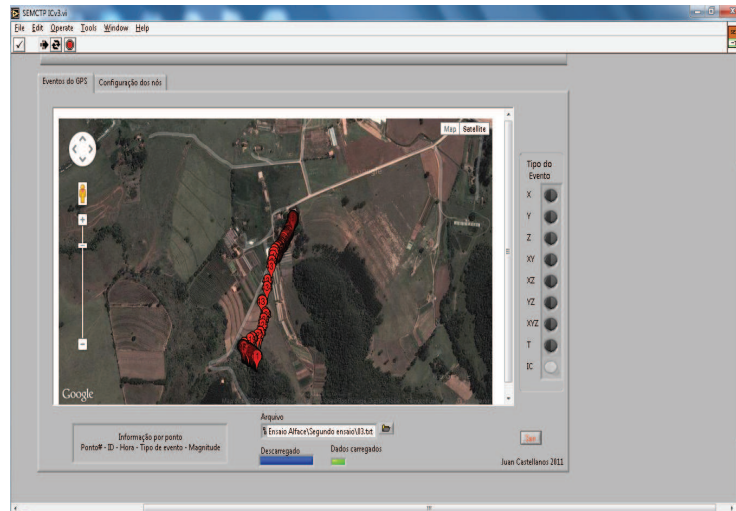 SEMCTP ICv3.vi
File Edit Operate Tools Window Help
Eventos do GPS
Configuração dos nós
Map Satellite
Tipo do
Evento
X
Y
Z
XY
XZ
YZ
XYZ
T
IC
Google
Informação por ponto
Ponto# - ID - Hora - Tipo de evento - Magnitude
Arquivo
Ensaio Alface\Segundo ensaio\II3.txt
Descarregado
Dados carregados
Juan Castellanos 2011